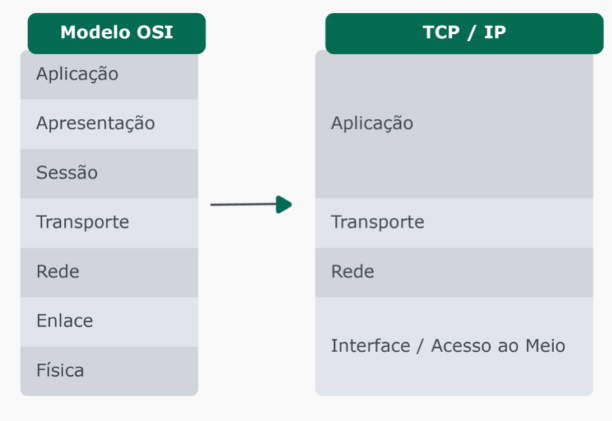 Modelo OSI
Aplicação
Apresentação
Sessão
Transporte
Rede
Enlace
Física
TCP / IP
Aplicação
Transporte
Rede
Interface / Acesso ao Meio